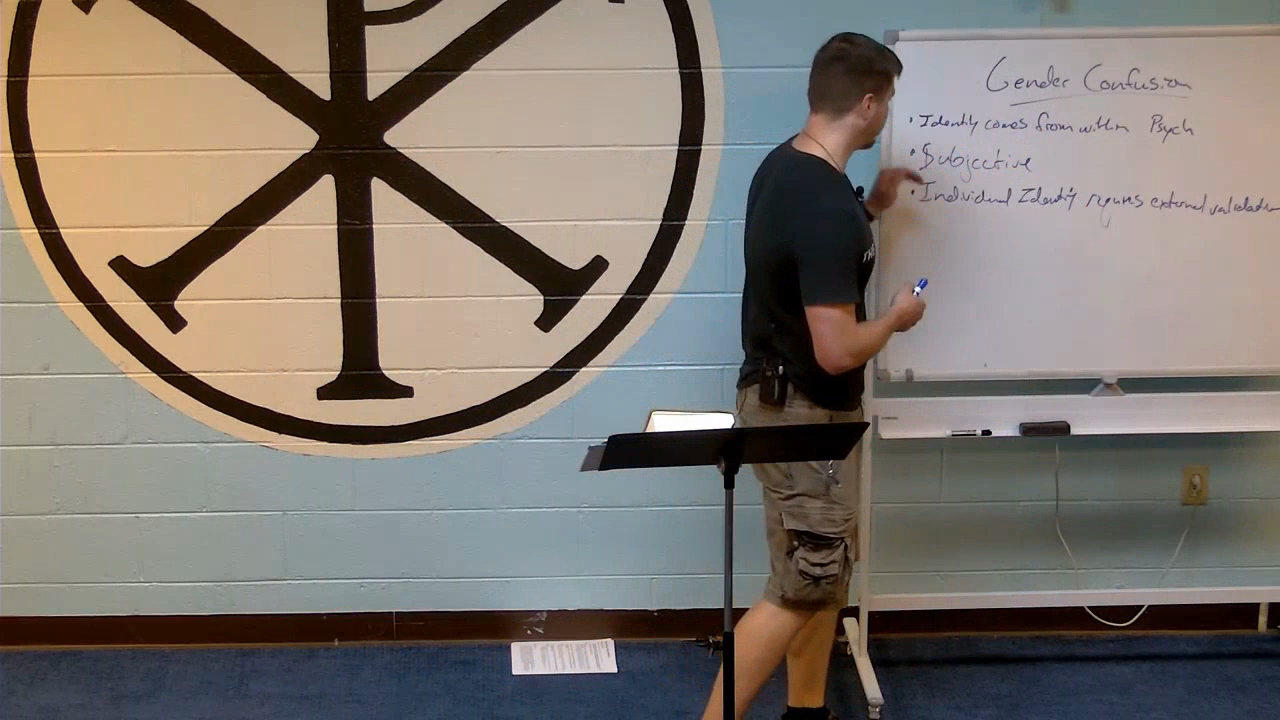 Gender Confusion
• Identity comes from within Psych
• Subjective
• Individual Identity requires external validation